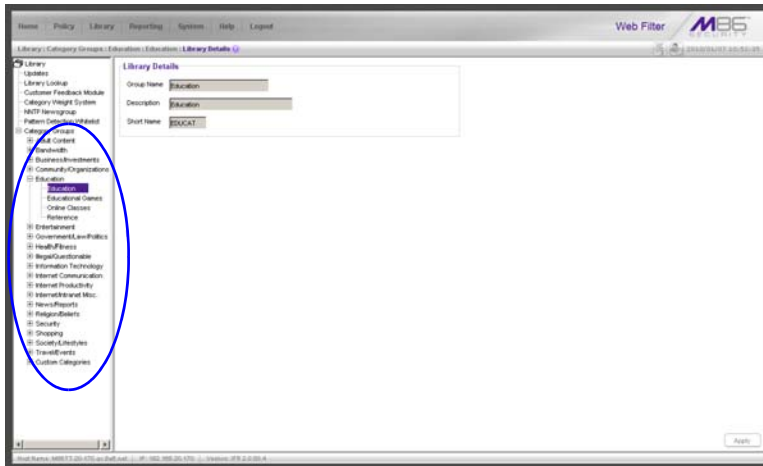 Home Policy Library Reporting System Help Logout
Web Filter
M86
SECURITY
Library : Category Groups : Education : Education : Library Details
Library
Updates
Library Lookup
Customer Feedback Module
Category Weight System
NNTP Newsgroup
Pattern Detection Whitelist
Category Groups
Adult Content
Bandwidth
Business/Investments
Community/Organizations
Education
Education
Educational Games
Online Classes
Reference
Entertainment
Government/Law/Politics
Health/Fitness
Illegal/Questionable
Information Technology
Internet Communication
Internet Productivity
Internet/Intranet Misc.
News/Reports
Religion/Beliefs
Security
Shopping
Society/Lifestyles
Travel/Events
Custom Categories
Library Details
Group Name Education
Description Education
Short Name EDUCAT
Apply
Host Name: